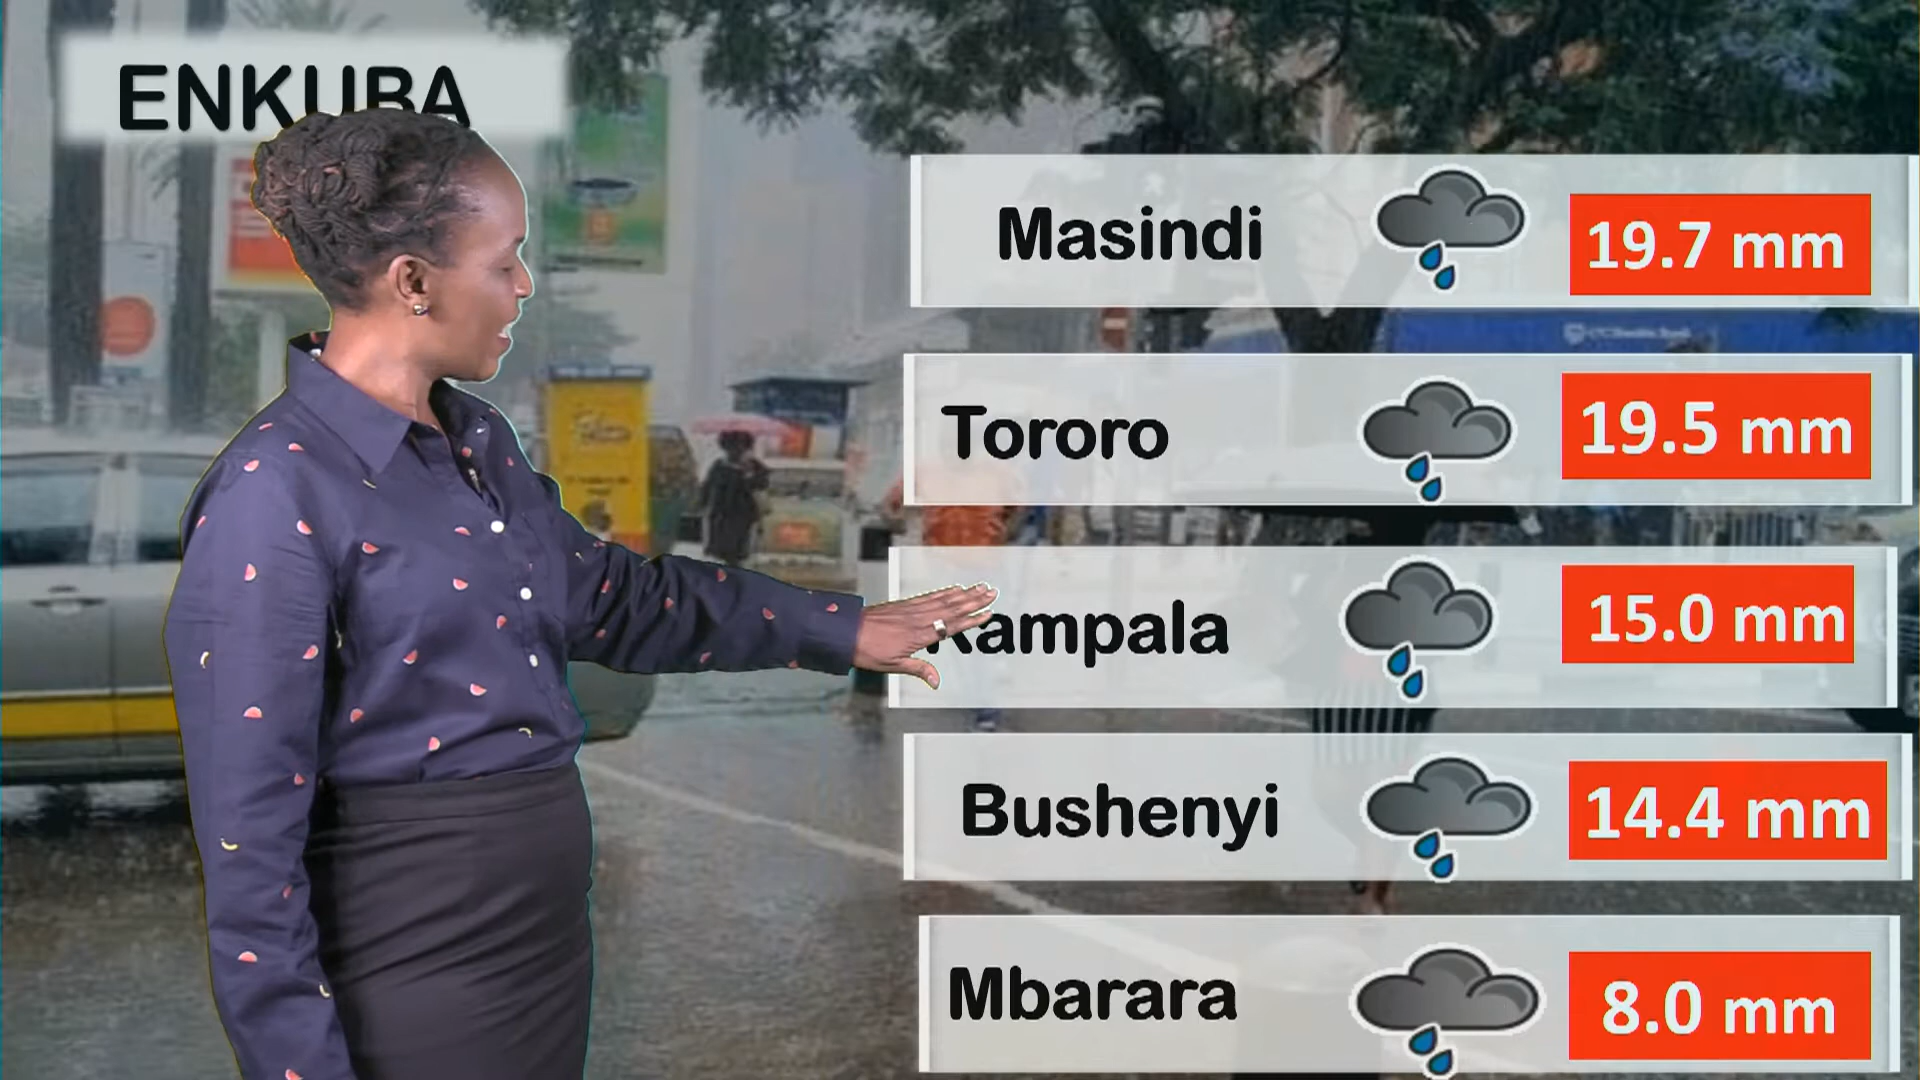 ENKUBA
Masindi
19.7 mm
Tororo
19.5 mm
Kampala
15.0 mm
Bushenyi
14.4 mm
Mbarara
8.0 mm